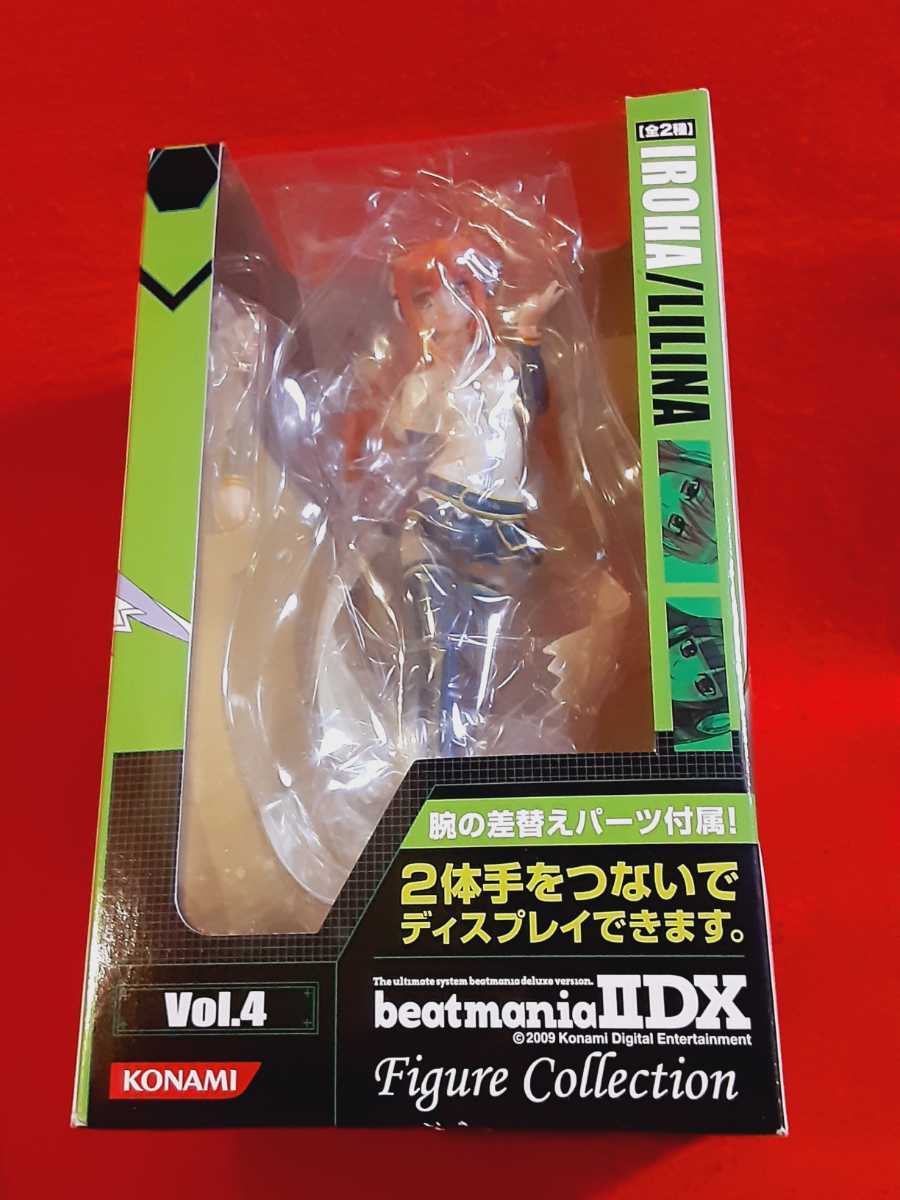 【全2種】
IROHA/LILINA
腕の差替えパーツ付属!
2体手をつないで
ディスプレイできます。
The ultimate system beatmania deluxe version.
beatmania IIDX
©2009 Konami Digital Entertainment
Figure Collection
Vol.4
KONAMI